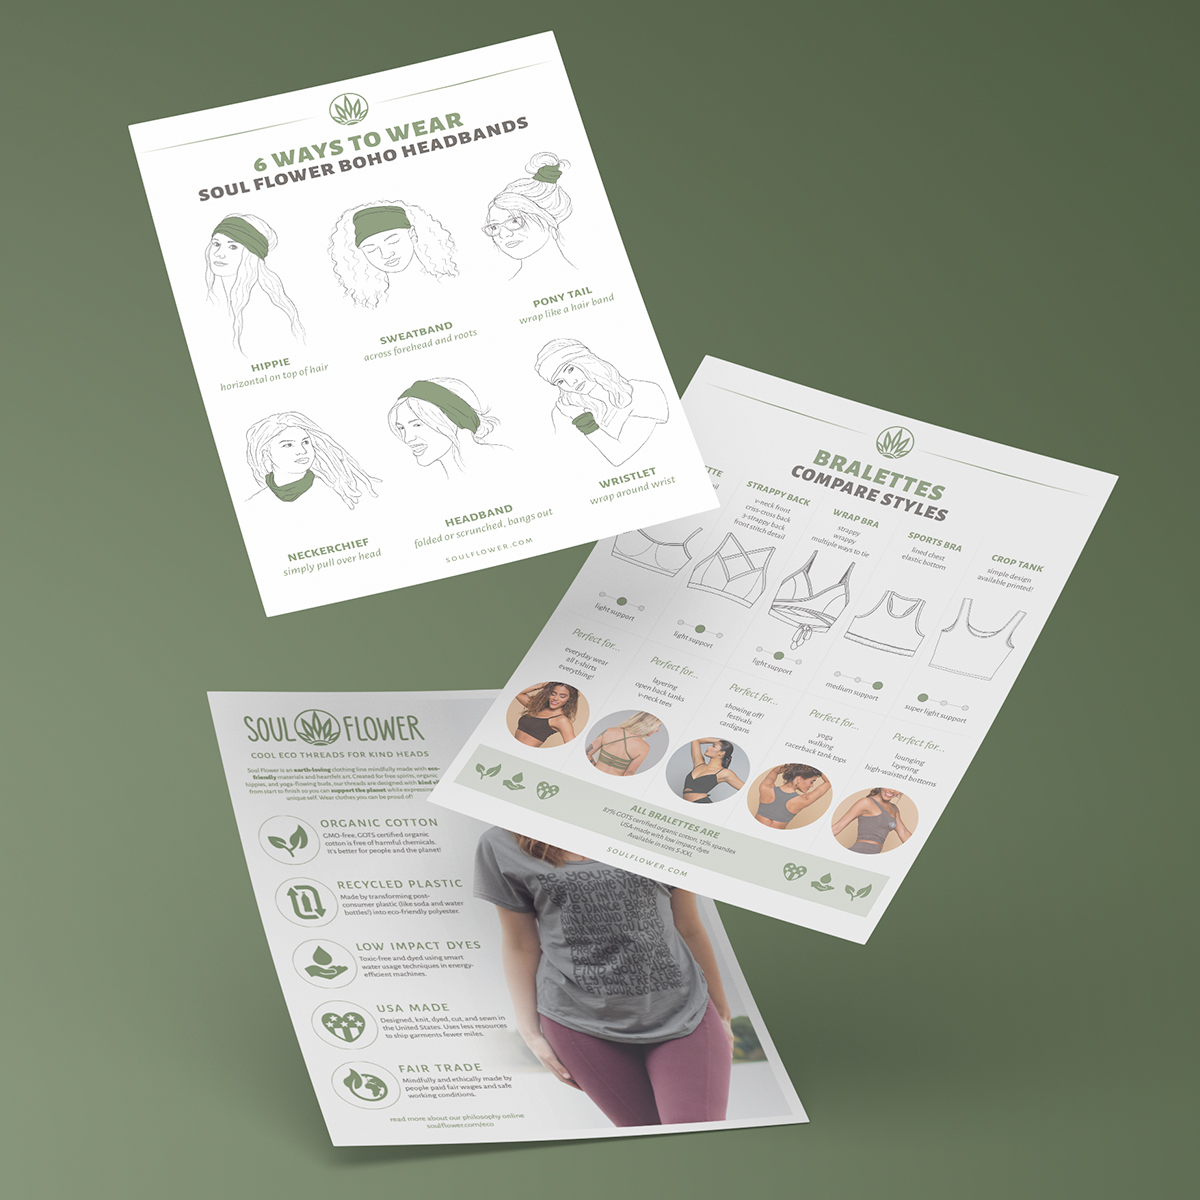 6 WAYS TO WEAR
SOUL FLOWER BOHO HEADBANDS
HIPPIE
horizontal on top of hair
SWEATBAND
across forehead and roots
PONY TAIL
wrap like a hair band
NECKERCHIEF
simply pull over head
HEADBAND
folded or scrunched, bangs out
WRISTLET
wrap around wrist
SOULFLOWER.COM
BRALETTES
COMPARE STYLES
STRAPPY BACK
v-neck front
criss-cross back
3-strappy back
front stitch detail
WRAP BRA
strappy
wrappy
multiple ways to tie
SPORTS BRA
lined chest
elastic bottom
CROP TANK
simple design
available printed!
light support
light support
light support
medium support
super light support
Perfect for...
everyday wear
all t-shirts
everything!
Perfect for...
layering
open back tanks
v-neck tees
Perfect for...
showing off!
festivals
cardigans
Perfect for...
yoga
walking
racerback tank tops
Perfect for...
lounging
layering
high-waisted bottoms
ALL BRALETTES ARE
87% GOTS certified organic cotton, 12% spandex
USA-made with low impact dyes
Available in sizes S-XXL
SOULFLOWER.COM
SOUL FLOWER
COOL ECO THREADS FOR KIND HEADS
Soul Flower is an earth-loving clothing line mindfully made with eco-
friendly materials and heartfelt art. Created for free spirits, organic
hippies, and yoga-flowing buds, our threads are designed with kind
from start to finish so you can support the planet while expressing
unique self. Wear clothes you can be proud of!
ORGANIC COTTON
GMO-free, GOTS certified organic
cotton is free of harmful chemicals.
It's better for people and the planet!
RECYCLED PLASTIC
Made by transforming post-
consumer plastic (like soda and water
bottles!) into eco-friendly polyester.
LOW IMPACT DYES
Toxic-free and dyed using smart
water usage techniques in energy-
efficient machines.
USA MADE
Designed, knit, dyed, cut, and sewn in
the United States. Uses less resources
to ship garments fewer miles.
FAIR TRADE
Mindfully and ethically made by
people paid fair wages and safe
working conditions.
read more about our philosophy online
soulflower.com/eco
BE YOURSE
FIND YOUR
FLY YOUR FREAK